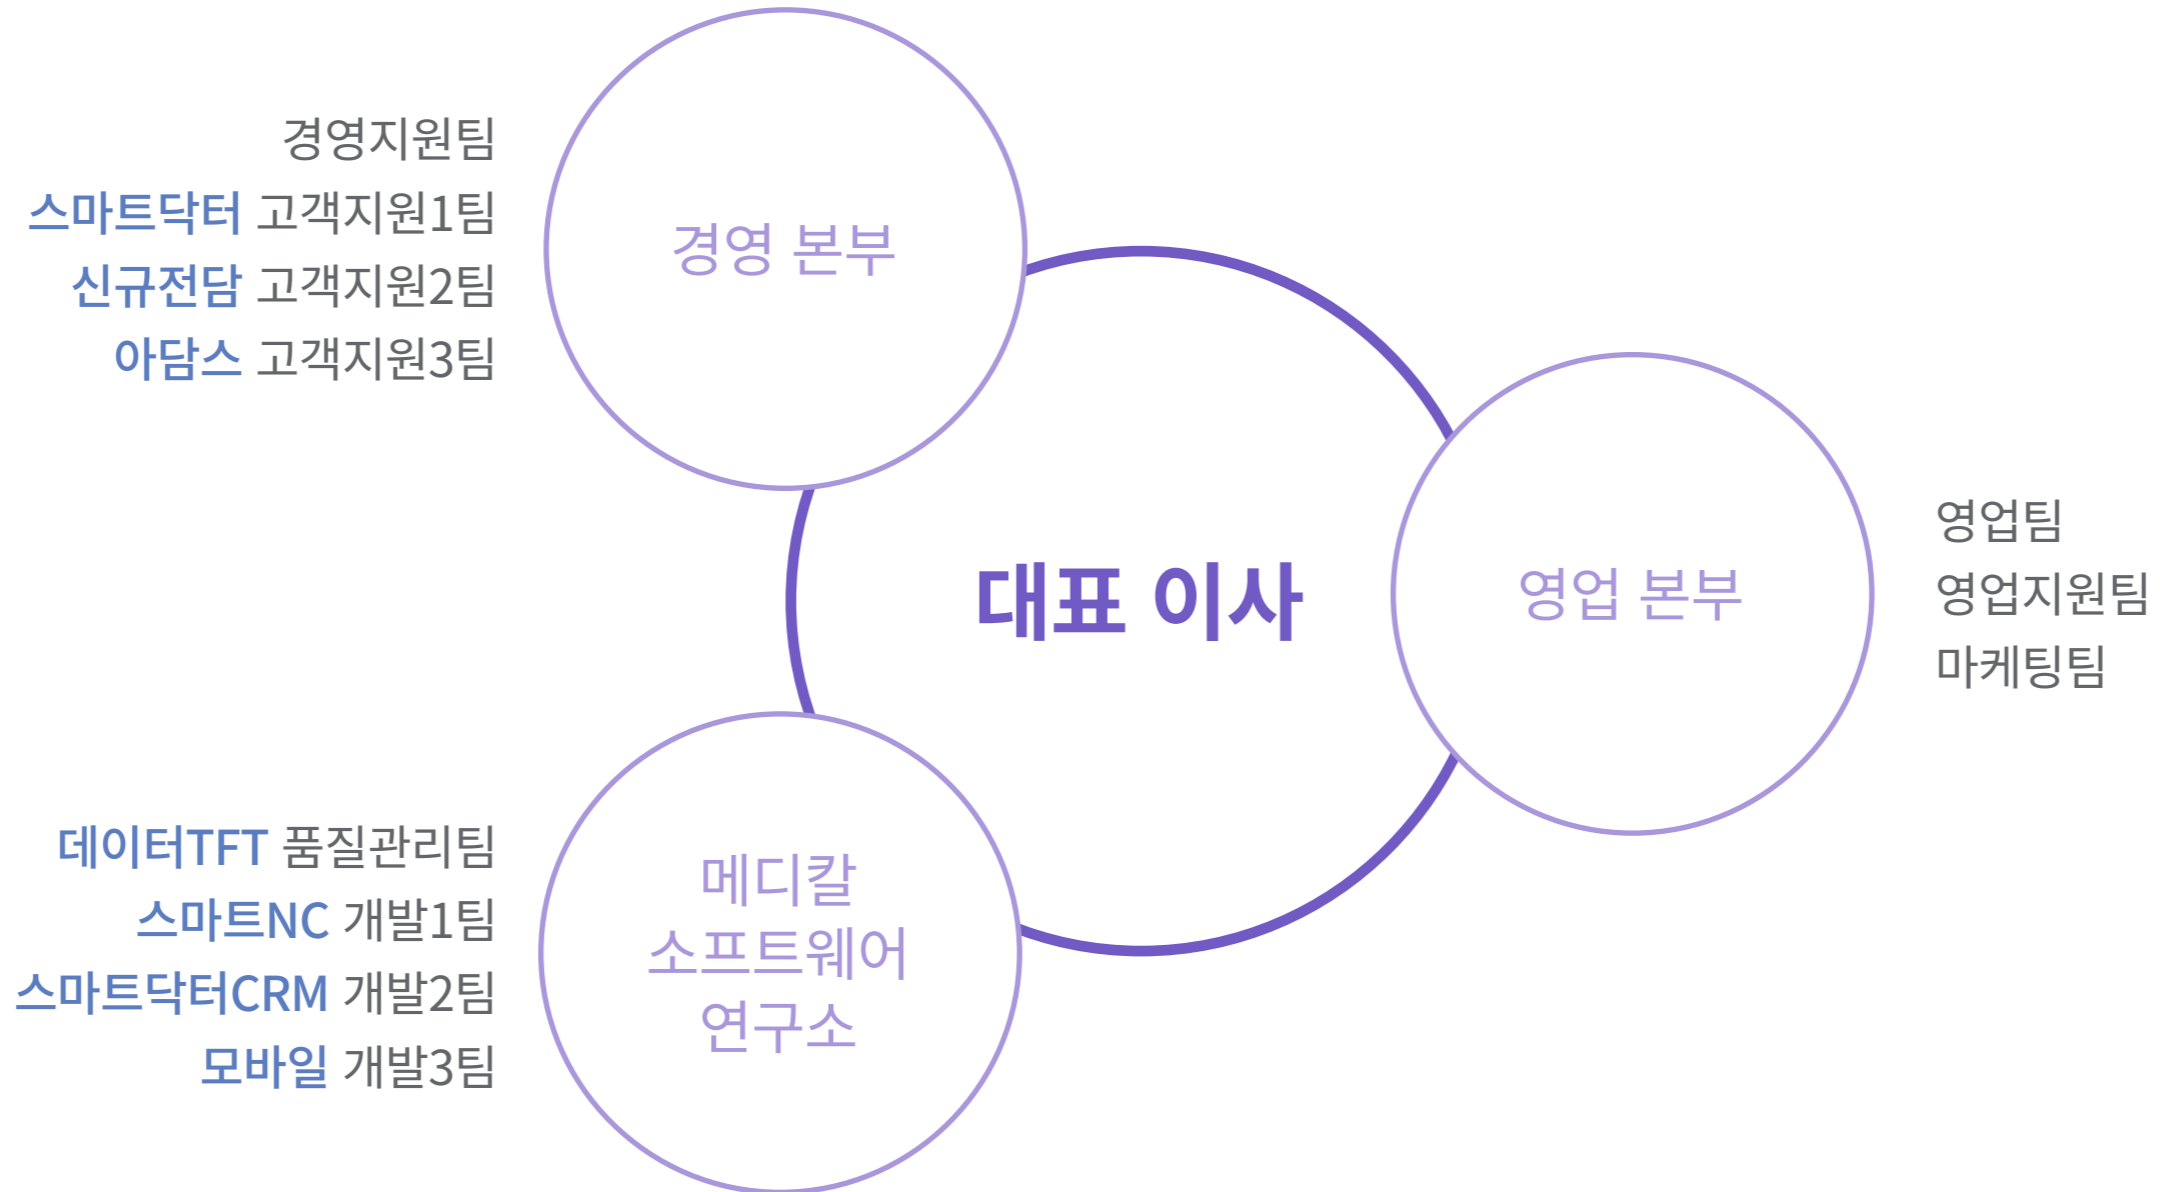 경영지원팀
스마트닥터 고객지원1팀
신규전담 고객지원2팀
아담스 고객지원3팀
경영 본부
대표 이사
영업 본부
영업팀
영업지원팀
마케팅팀
데이터TFT 품질관리팀
스마트NC 개발1팀
스마트닥터CRM 개발2팀
모바일 개발3팀
메디칼
소프트웨어
연구소